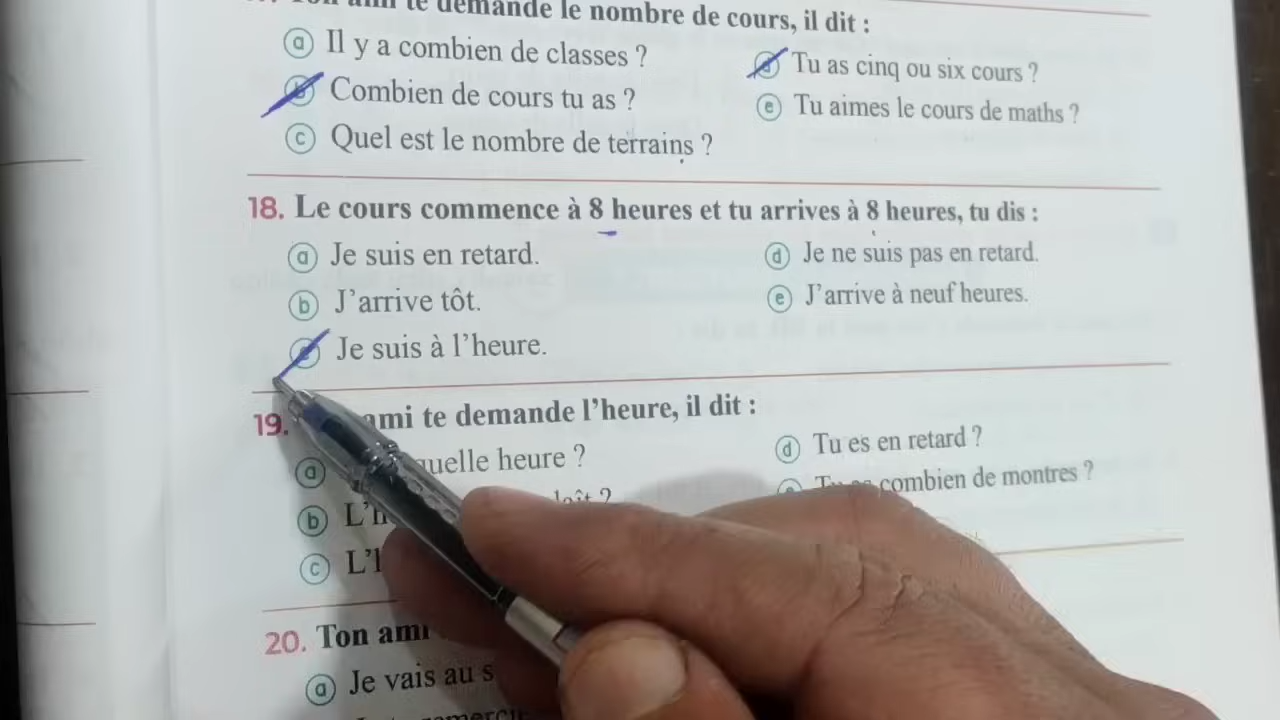 ami te demande le nombre de cours, il dit :
ⓐ Il y a combien de classes ?
ⓑ Combien de cours tu as ?
ⓒ Quel est le nombre de terrains ?
ⓓ Tu as cinq ou six cours ?
ⓔ Tu aimes le cours de maths ?
18. Le cours commence à 8 heures et tu arrives à 8 heures, tu dis :
ⓐ Je suis en retard.
ⓑ J'arrive tôt.
ⓒ Je suis à l'heure.
ⓓ Je ne suis pas en retard.
ⓔ J'arrive à neuf heures.
19. ami te demande l'heure, il dit :
ⓐ quelle heure ?
ⓑ
ⓒ
ⓓ Tu es en retard ?
combien de montres ?
20. Ton ami
ⓐ Je vais au s